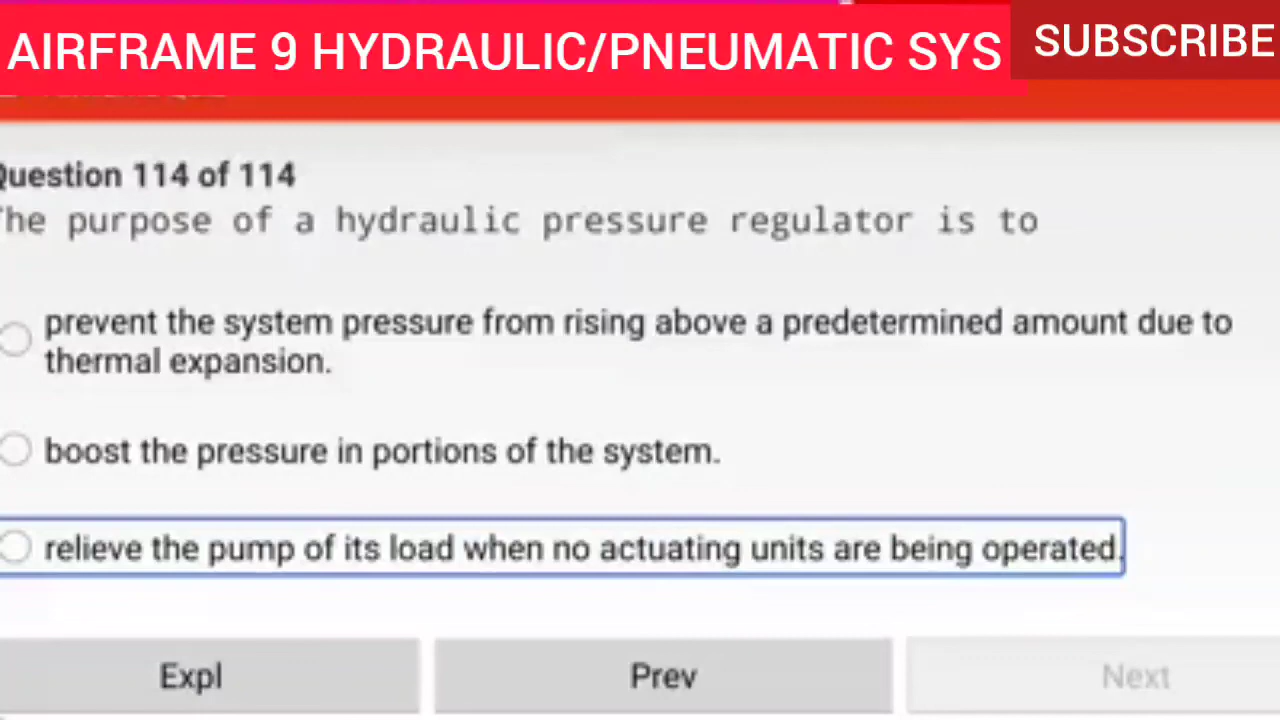 AIRFRAME 9 HYDRAULIC/PNEUMATIC SYS
SUBSCRIBE
Question 114 of 114
The purpose of a hydraulic pressure regulator is to
prevent the system pressure from rising above a predetermined amount due to
thermal expansion.
boost the pressure in portions of the system.
relieve the pump of its load when no actuating units are being operated.
Expl
Prev
Next